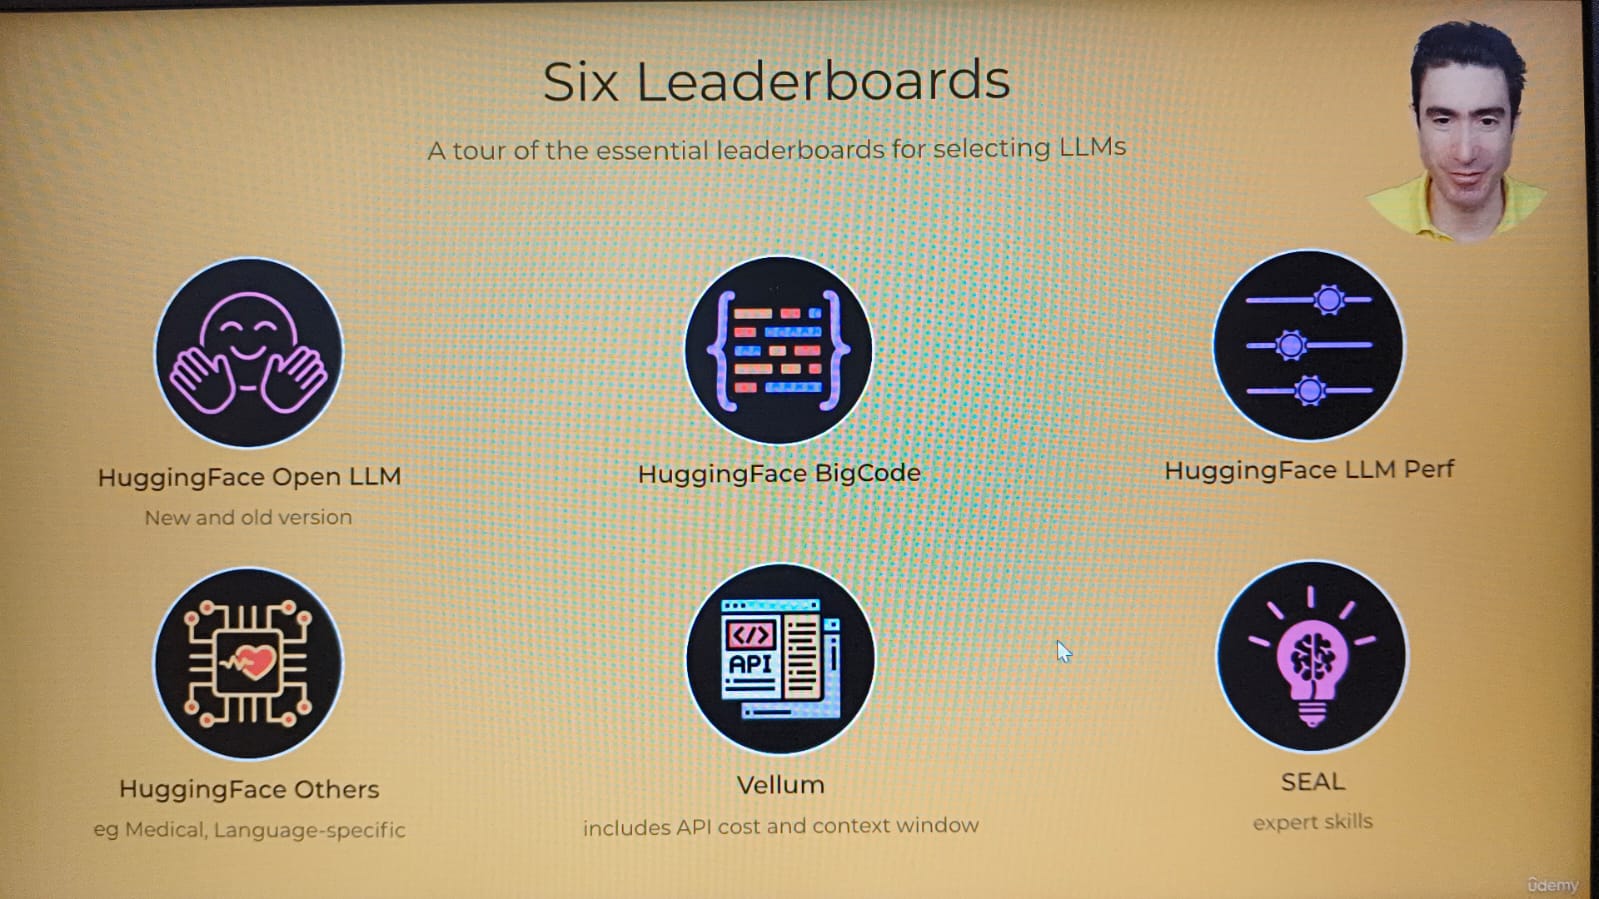 Six Leaderboards
A tour of the essential leaderboards for selecting LLMs
HuggingFace Open LLM
New and old version
HuggingFace BigCode
HuggingFace LLM Perf
</>
API
HuggingFace Others
eg Medical, Language-specific
Vellum
includes API cost and context window
SEAL
expert skills
ûdemy